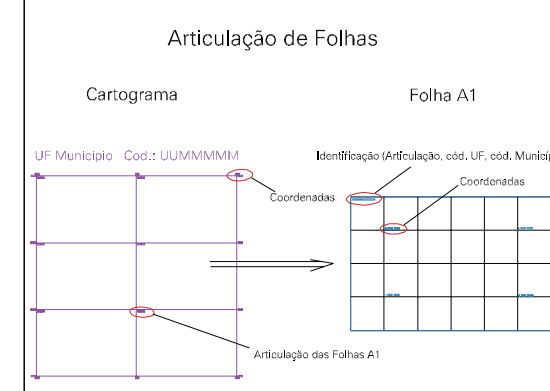 Articulação de Folhas
Cartograma
Folha A1
UF Municipio Cod.: UUMMMMM
Identificação (Articulação, cód. UF, cód. Municíp
Coordenadas
Coordenadas
Articulação das Folhas A1